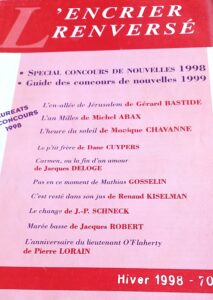 L'ENCRIER
RENVERSÉ
• SPECIAL CONCOURS DE NOUVELLES 1998
• Guide des concours de nouvelles 1999
LAUREATS
CONCOURS
1998
L'en-allée de Jérusalem de Gérard BASTIDE
L'an Milles de Michel ABAX
L'heure du soleil de Monique CHAVANNE
Le p'tit frère de Dane CUYPERS
Carmen, ou la fin d'un amour
de Jacques DELOGE
Pas en ce moment de Mathias GOSSELIN
C'est resté dans son jus de Renaud KISELMAN
Le change de J.-P. SCHNECK
Marée basse de Jacques ROBERT
L'anniversaire du lieutenant O'Flaherty
de Pierre LORAIN
Hiver 1998 - 70